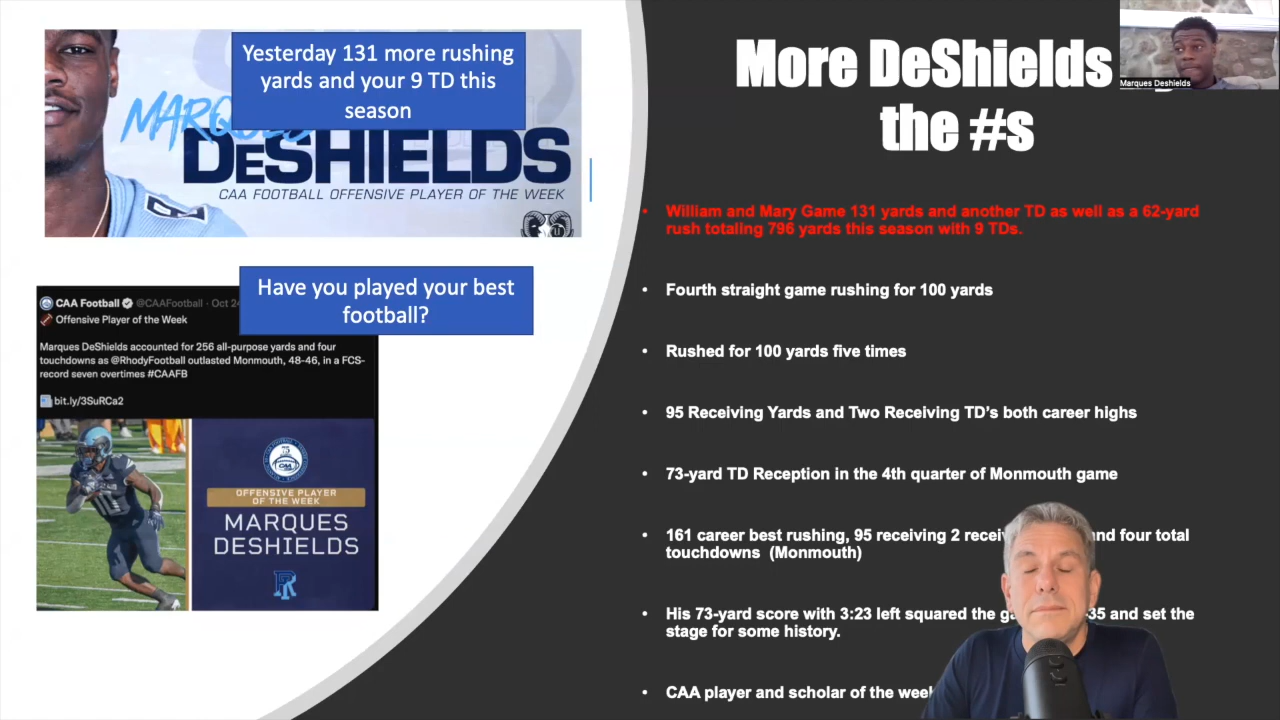 Yesterday 131 more rushing
yards and your 9 TD this
season
MARQUES
DESHIELDS
CAA FOOTBALL OFFENSIVE PLAYER OF THE WEEK
Have you played your best
football?
CAA Football @CAAFootball · Oct 24
Offensive Player of the Week
Marques DeShields accounted for 256 all-purpose yards and four
touchdowns as @RhodyFootball outlasted Monmouth, 48-46, in a FCS-
record seven overtimes #CAAFB
bit.ly/3SuRCa2
CAA
OFFENSIVE PLAYER
OF THE WEEK
MARQUES
DESHIELDS
More DeShields
the #s
Marques Deshields
• William and Mary Game 131 yards and another TD as well as a 62-yard
rush totaling 796 yards this season with 9 TDs.
• Fourth straight game rushing for 100 yards
• Rushed for 100 yards five times
• 95 Receiving Yards and Two Receiving TD's both career highs
• 73-yard TD Reception in the 4th quarter of Monmouth game
• 161 career best rushing, 95 receiving 2 and four total
touchdowns (Monmouth)
• His 73-yard score with 3:23 left squared the 35 and set the
stage for some history.
• CAA player and scholar of the